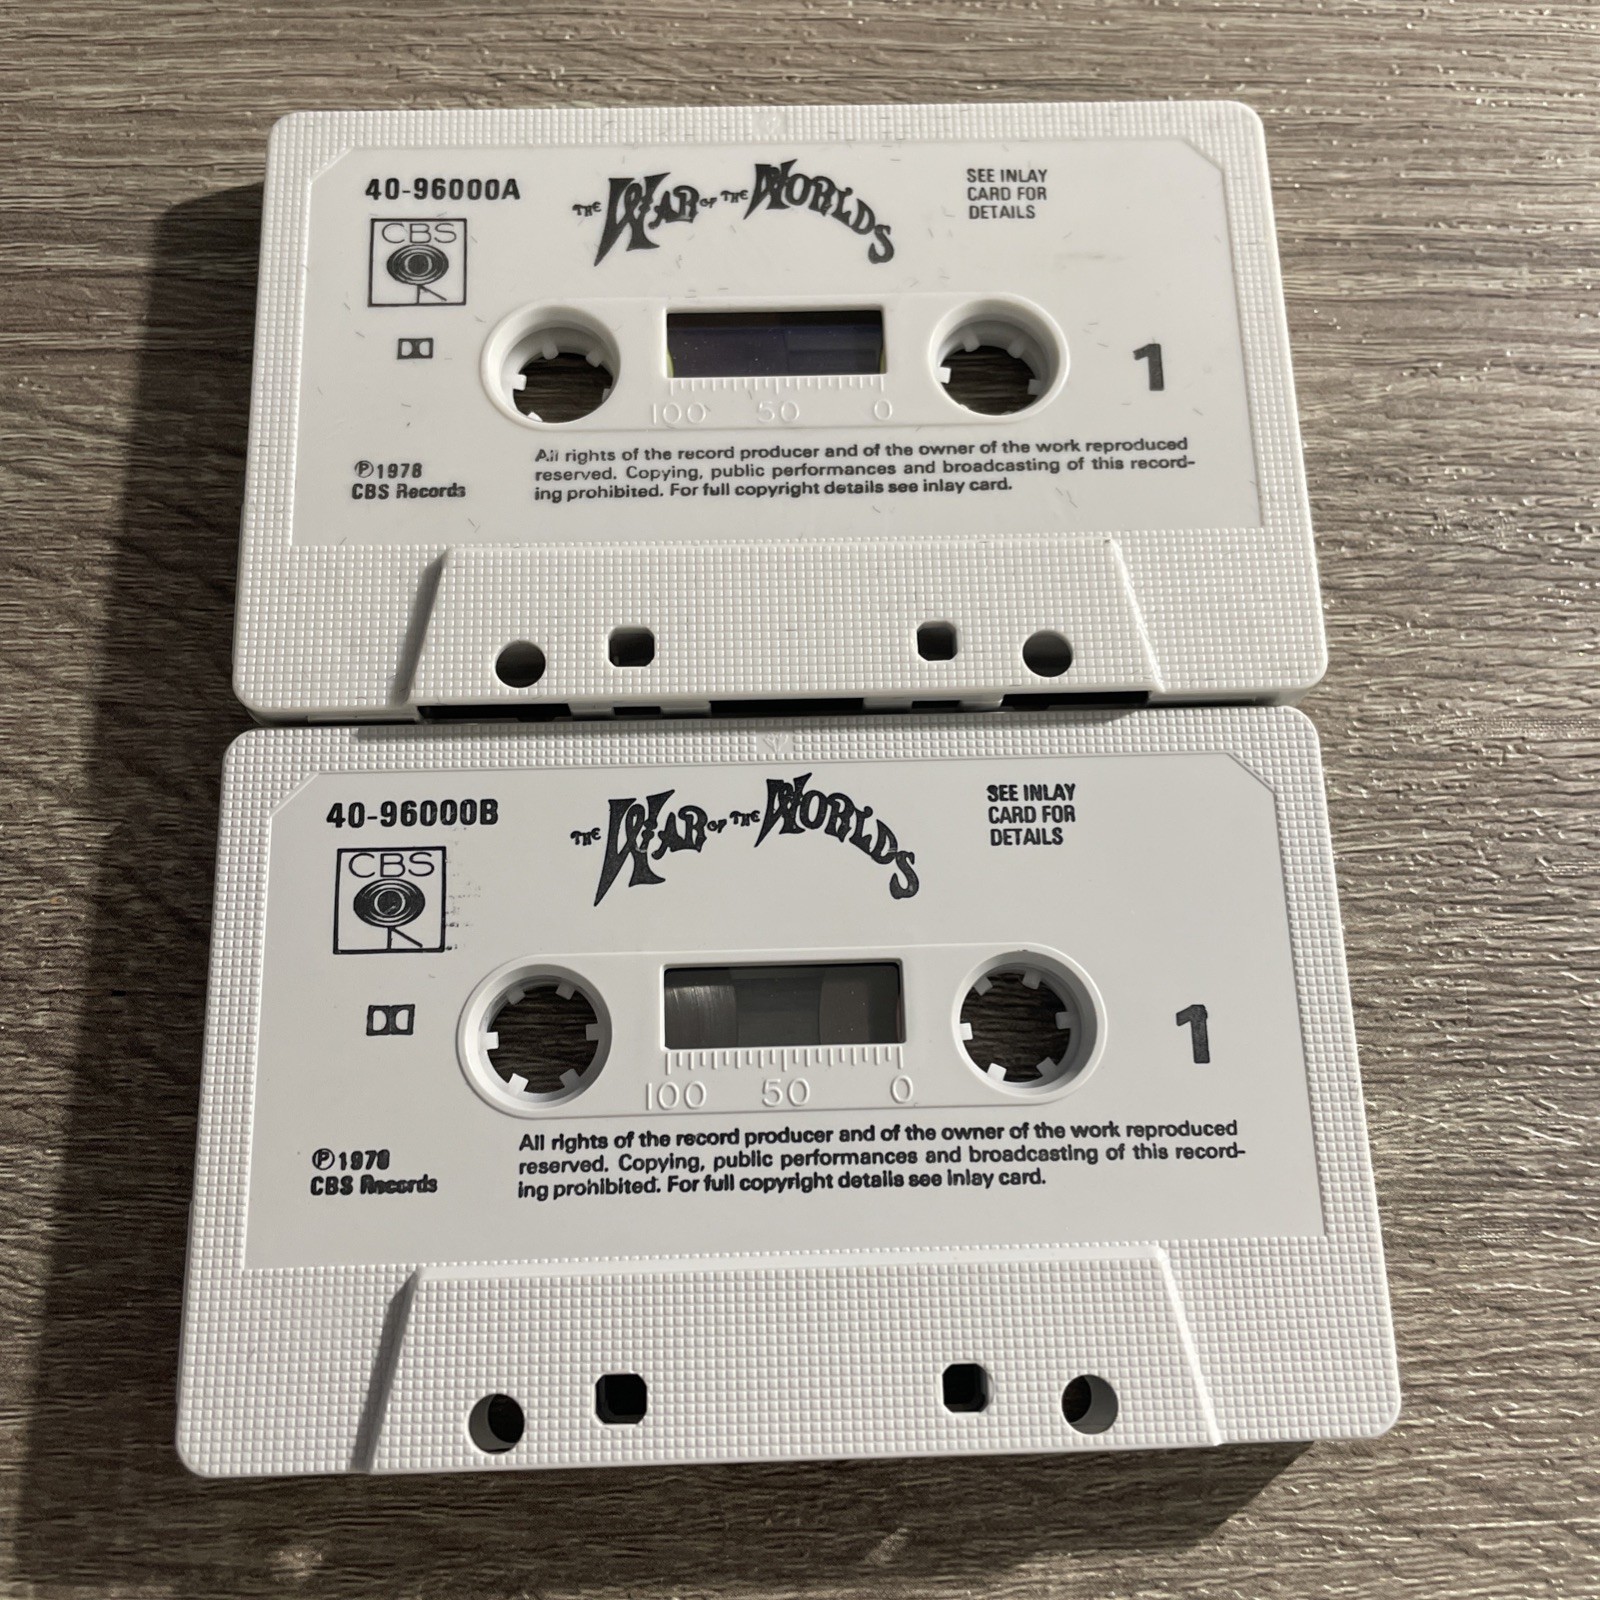 40-96000A
THE WAR OF THE WORLDS
SEE INLAY
CARD FOR
DETAILS
CBS
1
100 50 0
℗1978
CBS Records
All rights of the record producer and of the owner of the work reproduced
reserved. Copying, public performances and broadcasting of this record-
ing prohibited. For full copyright details see inlay card.
40-96000B
THE WAR OF THE WORLDS
SEE INLAY
CARD FOR
DETAILS
CBS
1
100 50 0
℗1978
CBS Records
All rights of the record producer and of the owner of the work reproduced
reserved. Copying, public performances and broadcasting of this record-
ing prohibited. For full copyright details see inlay card.